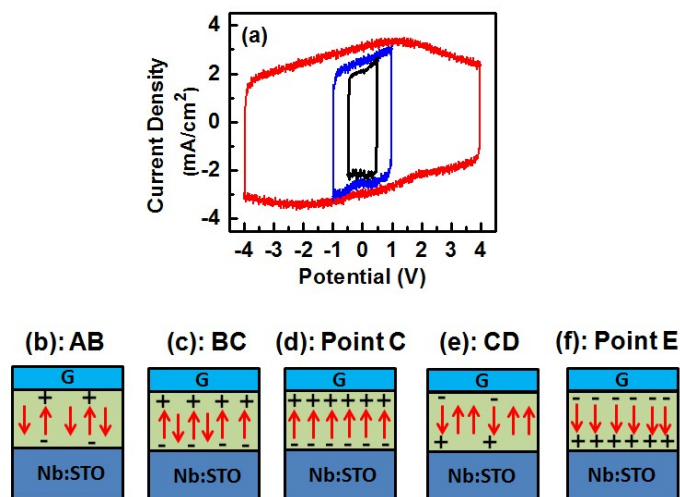 (a)
Current Density
(mA/cm²)
4
2
0
-2
-4
-4 -3 -2 -1 0 1 2 3 4
Potential (V)
(b): AB (c): BC (d): Point C (e): CD (f): Point E
G G G G G
+ + + + + + + + + + + + - - - - - - - -
- - - - - - - - - - - - + + + + + + + +
Nb:STO Nb:STO Nb:STO Nb:STO Nb:STO